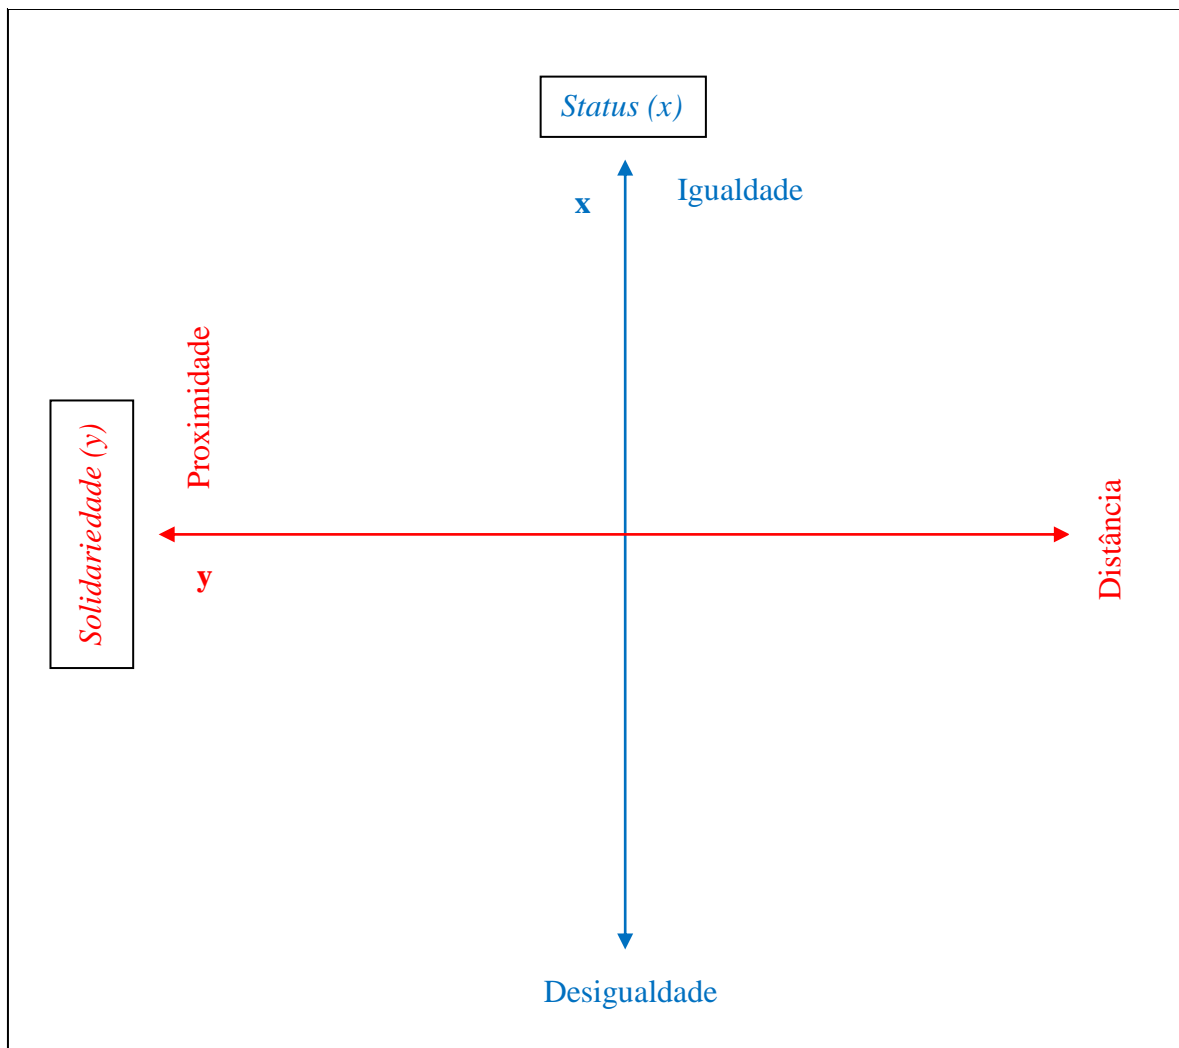 Status (x)
Igualdade
x
Proximidade
Solidariedade (y)
Distância
y
Desigualdade